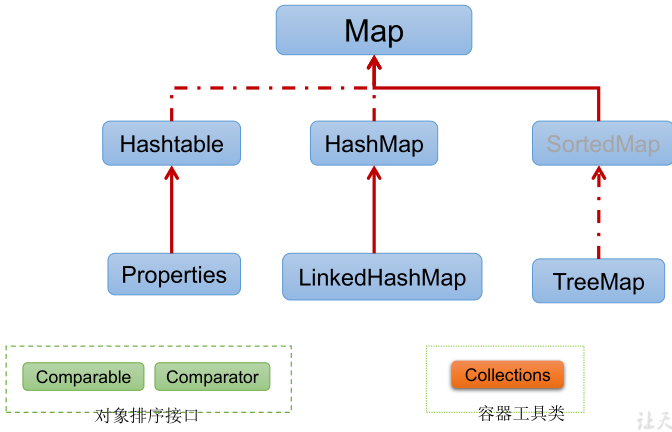 Map
Hashtable
HashMap
SortedMap
Properties
LinkedHashMap
TreeMap
Comparable
Comparator
Collections
对象排序接口
容器工具类
让天